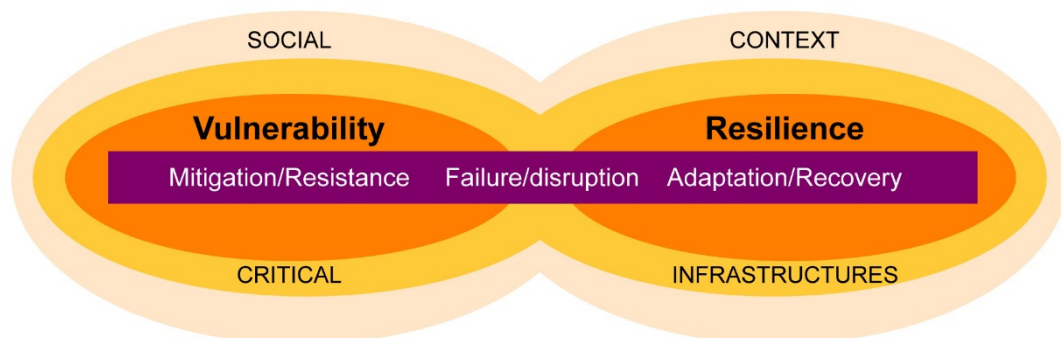 SOCIAL CONTEXT
Vulnerability Resilience
Mitigation/Resistance Failure/disruption Adaptation/Recovery
CRITICAL INFRASTRUCTURES